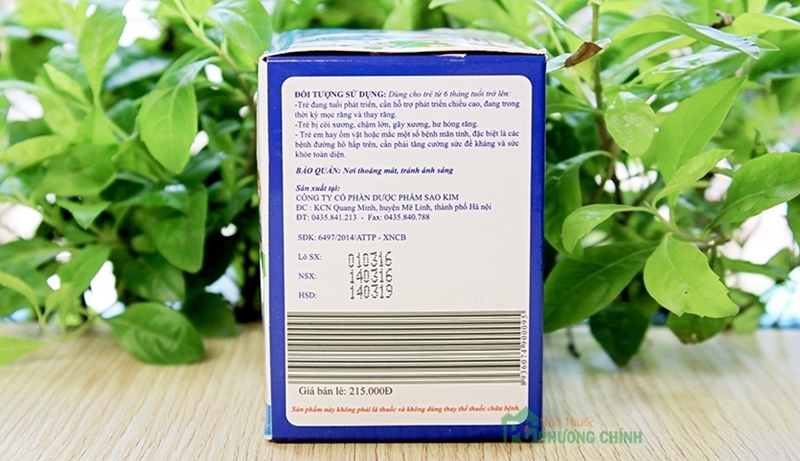 ĐỐI TƯỢNG SỬ DỤNG: Dùng cho trẻ từ 6 tháng tuổi trở lên:
-Trẻ đang tuổi phát triển, cần hỗ trợ phát triển chiều cao, đang trong
thời kỳ mọc răng và thay răng.
-Trẻ bị còi xương, chậm lớn, gãy xương, hư hỏng răng.
- Trẻ em hay ốm vặt hoặc mắc một số bệnh mãn tính, đặc biệt là các
bệnh đường hô hấp trên, cần phải tăng cường sức đề kháng và sức
khỏe toàn diện.
BẢO QUẢN: Nơi thoáng mát, tránh ánh sáng
Sản xuất tại:
CÔNG TY CỔ PHẦN DƯỢC PHẨM SAO KIM
ĐC : KCN Quang Minh, huyện Mê Linh, thành phố Hà Nội
ĐT: 0435.841.213 - Fax: 0435.840.788
SĐK: 6497/2014/ATTP - XNCB
Lô SX: 010316
NSX: 140316
HSD: 140319
8936074900095
Giá bán lẻ: 215.000Đ
Sản phẩm này không phải là thuốc và không dùng thay thế thuốc chữa bệnh.
Nhà Thuốc
PHƯƠNG CHÍNH